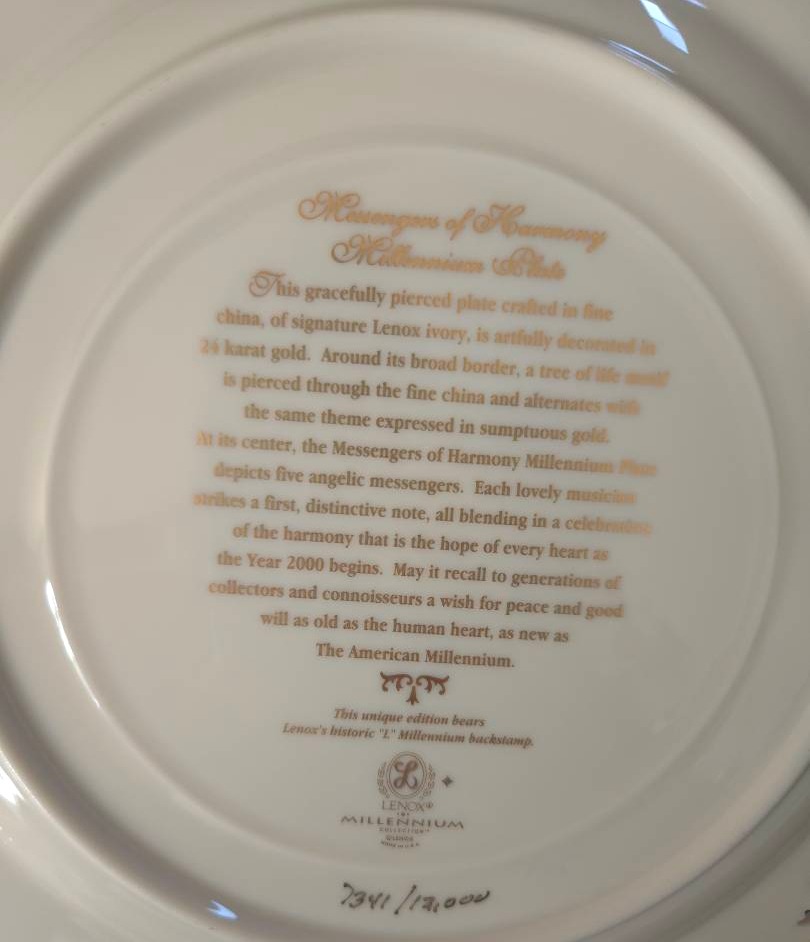 Messengers of Harmony
Millennium Plate
This gracefully pierced plate crafted in fine
china, of signature Lenox ivory, is artfully decorated in
24 karat gold. Around its broad border, a tree of life motif
is pierced through the fine china and alternates with
the same theme expressed in sumptuous gold.
At its center, the Messengers of Harmony Millennium Plate
depicts five angelic messengers. Each lovely musician
strikes a first, distinctive note, all blending in a celebration
of the harmony that is the hope of every heart as
the Year 2000 begins. May it recall to generations of
collectors and connoisseurs a wish for peace and good
will as old as the human heart, as new as
The American Millennium.
This unique edition bears
Lenox's historic "L" Millennium backstamp.
L
LENOX®
THE
MILLENNIUM
COLLECTION™
©LENOX
MADE IN U.S.A.
7341/12,000